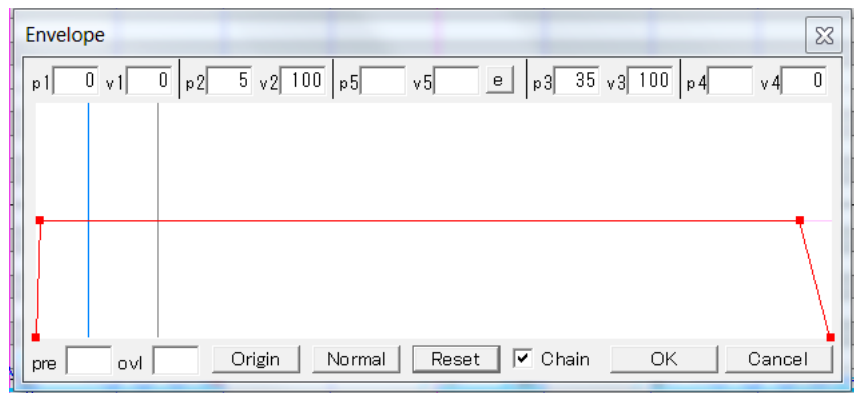 Envelope
p1 0 v1 0 p2 5 v2 100 p5 v5 e p3 35 v3 100 p4 v4 0
pre ovl Origin Normal Reset Chain OK Cancel